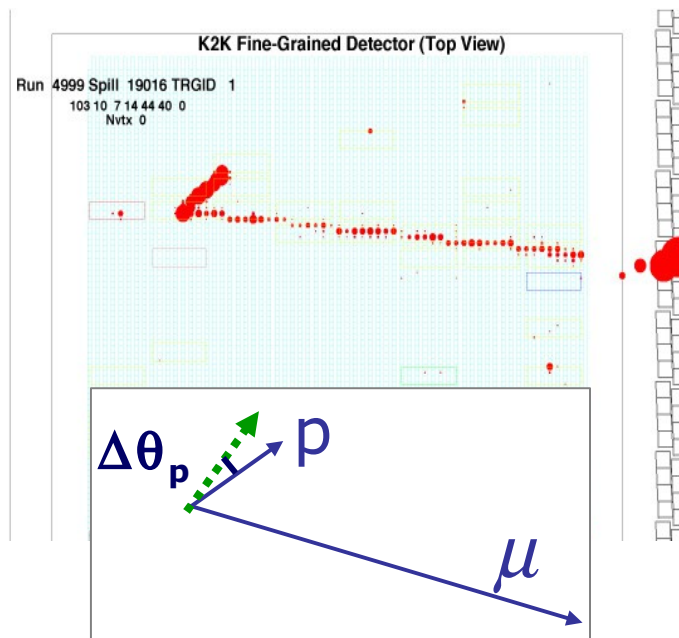 K2K Fine-Grained Detector (Top View)
Run 4999 Spill 19016 TRGID 1
103 10 7 14 44 40 0
Nvtx 0
Δθp
p
μ